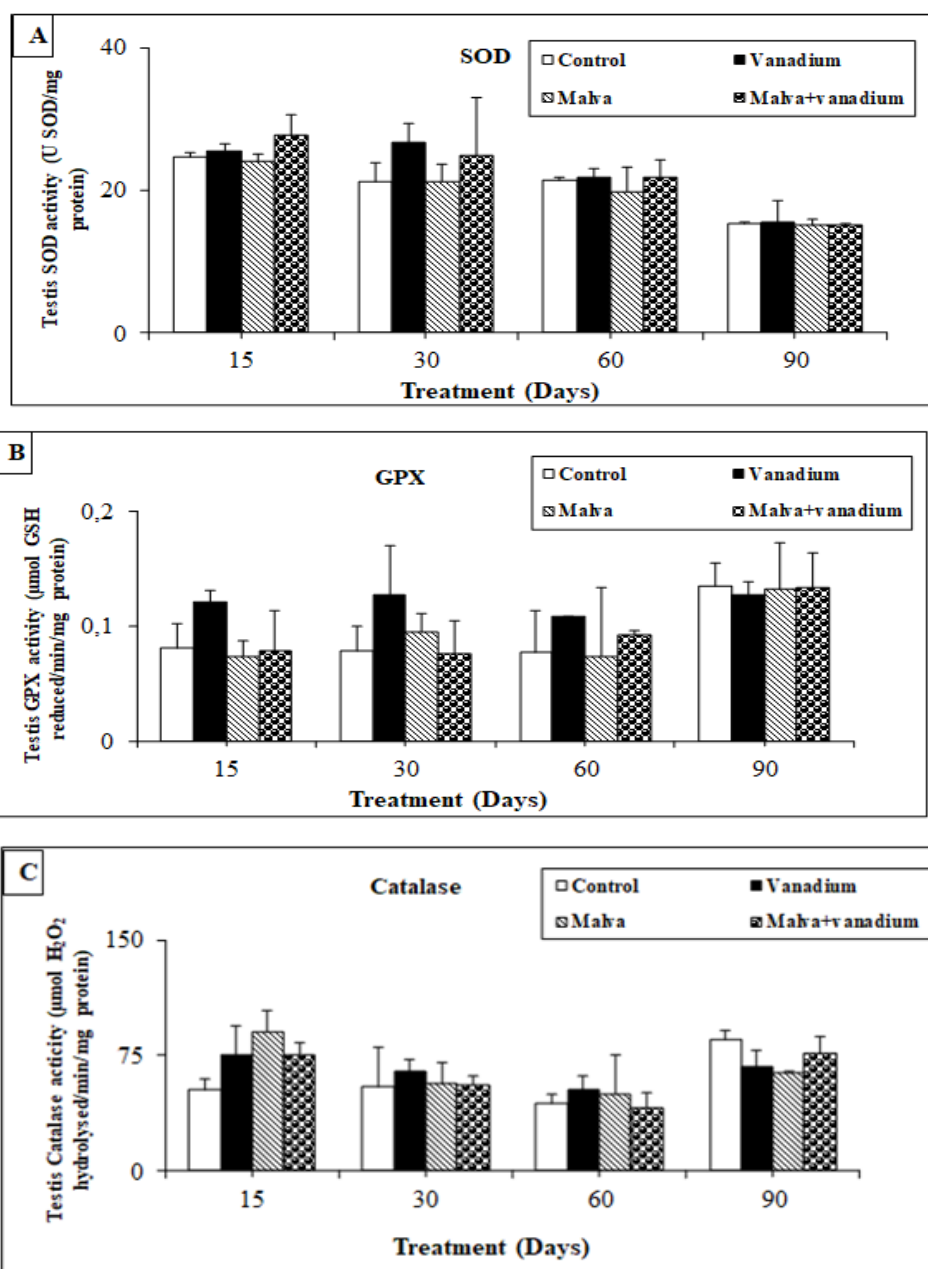 A
SOD
Control
Vanadium
Malva
Malva+vanadium
Testis SOD activity (U SOD/mg
protein)
40
20
0
15
30
60
90
Treatment (Days)
B
GPX
Control
Vanadium
Malva
Malva+vanadium
Testis GPX activity (µmol GSH
reduced/min/mg protein)
0,2
0,1
0
15
30
60
90
Treatment (Days)
C
Catalase
Control
Vanadium
Malva
Malva+vanadium
Testis Catalase acticity (µmol H₂O₂
hydrolysed/min/mg protein)
150
75
0
15
30
60
90
Treatment (Days)